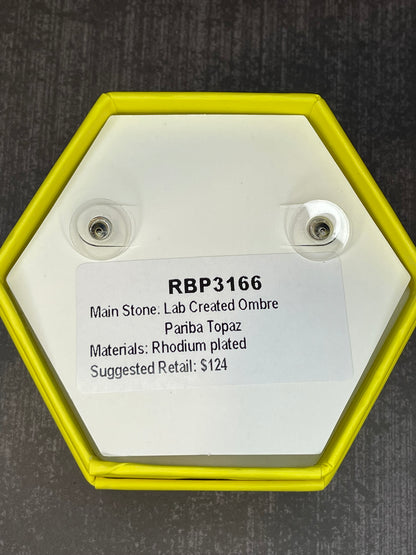 RBP3166
Main Stone: Lab Created Ombre
Pariba Topaz
Materials: Rhodium plated
Suggested Retail: $124